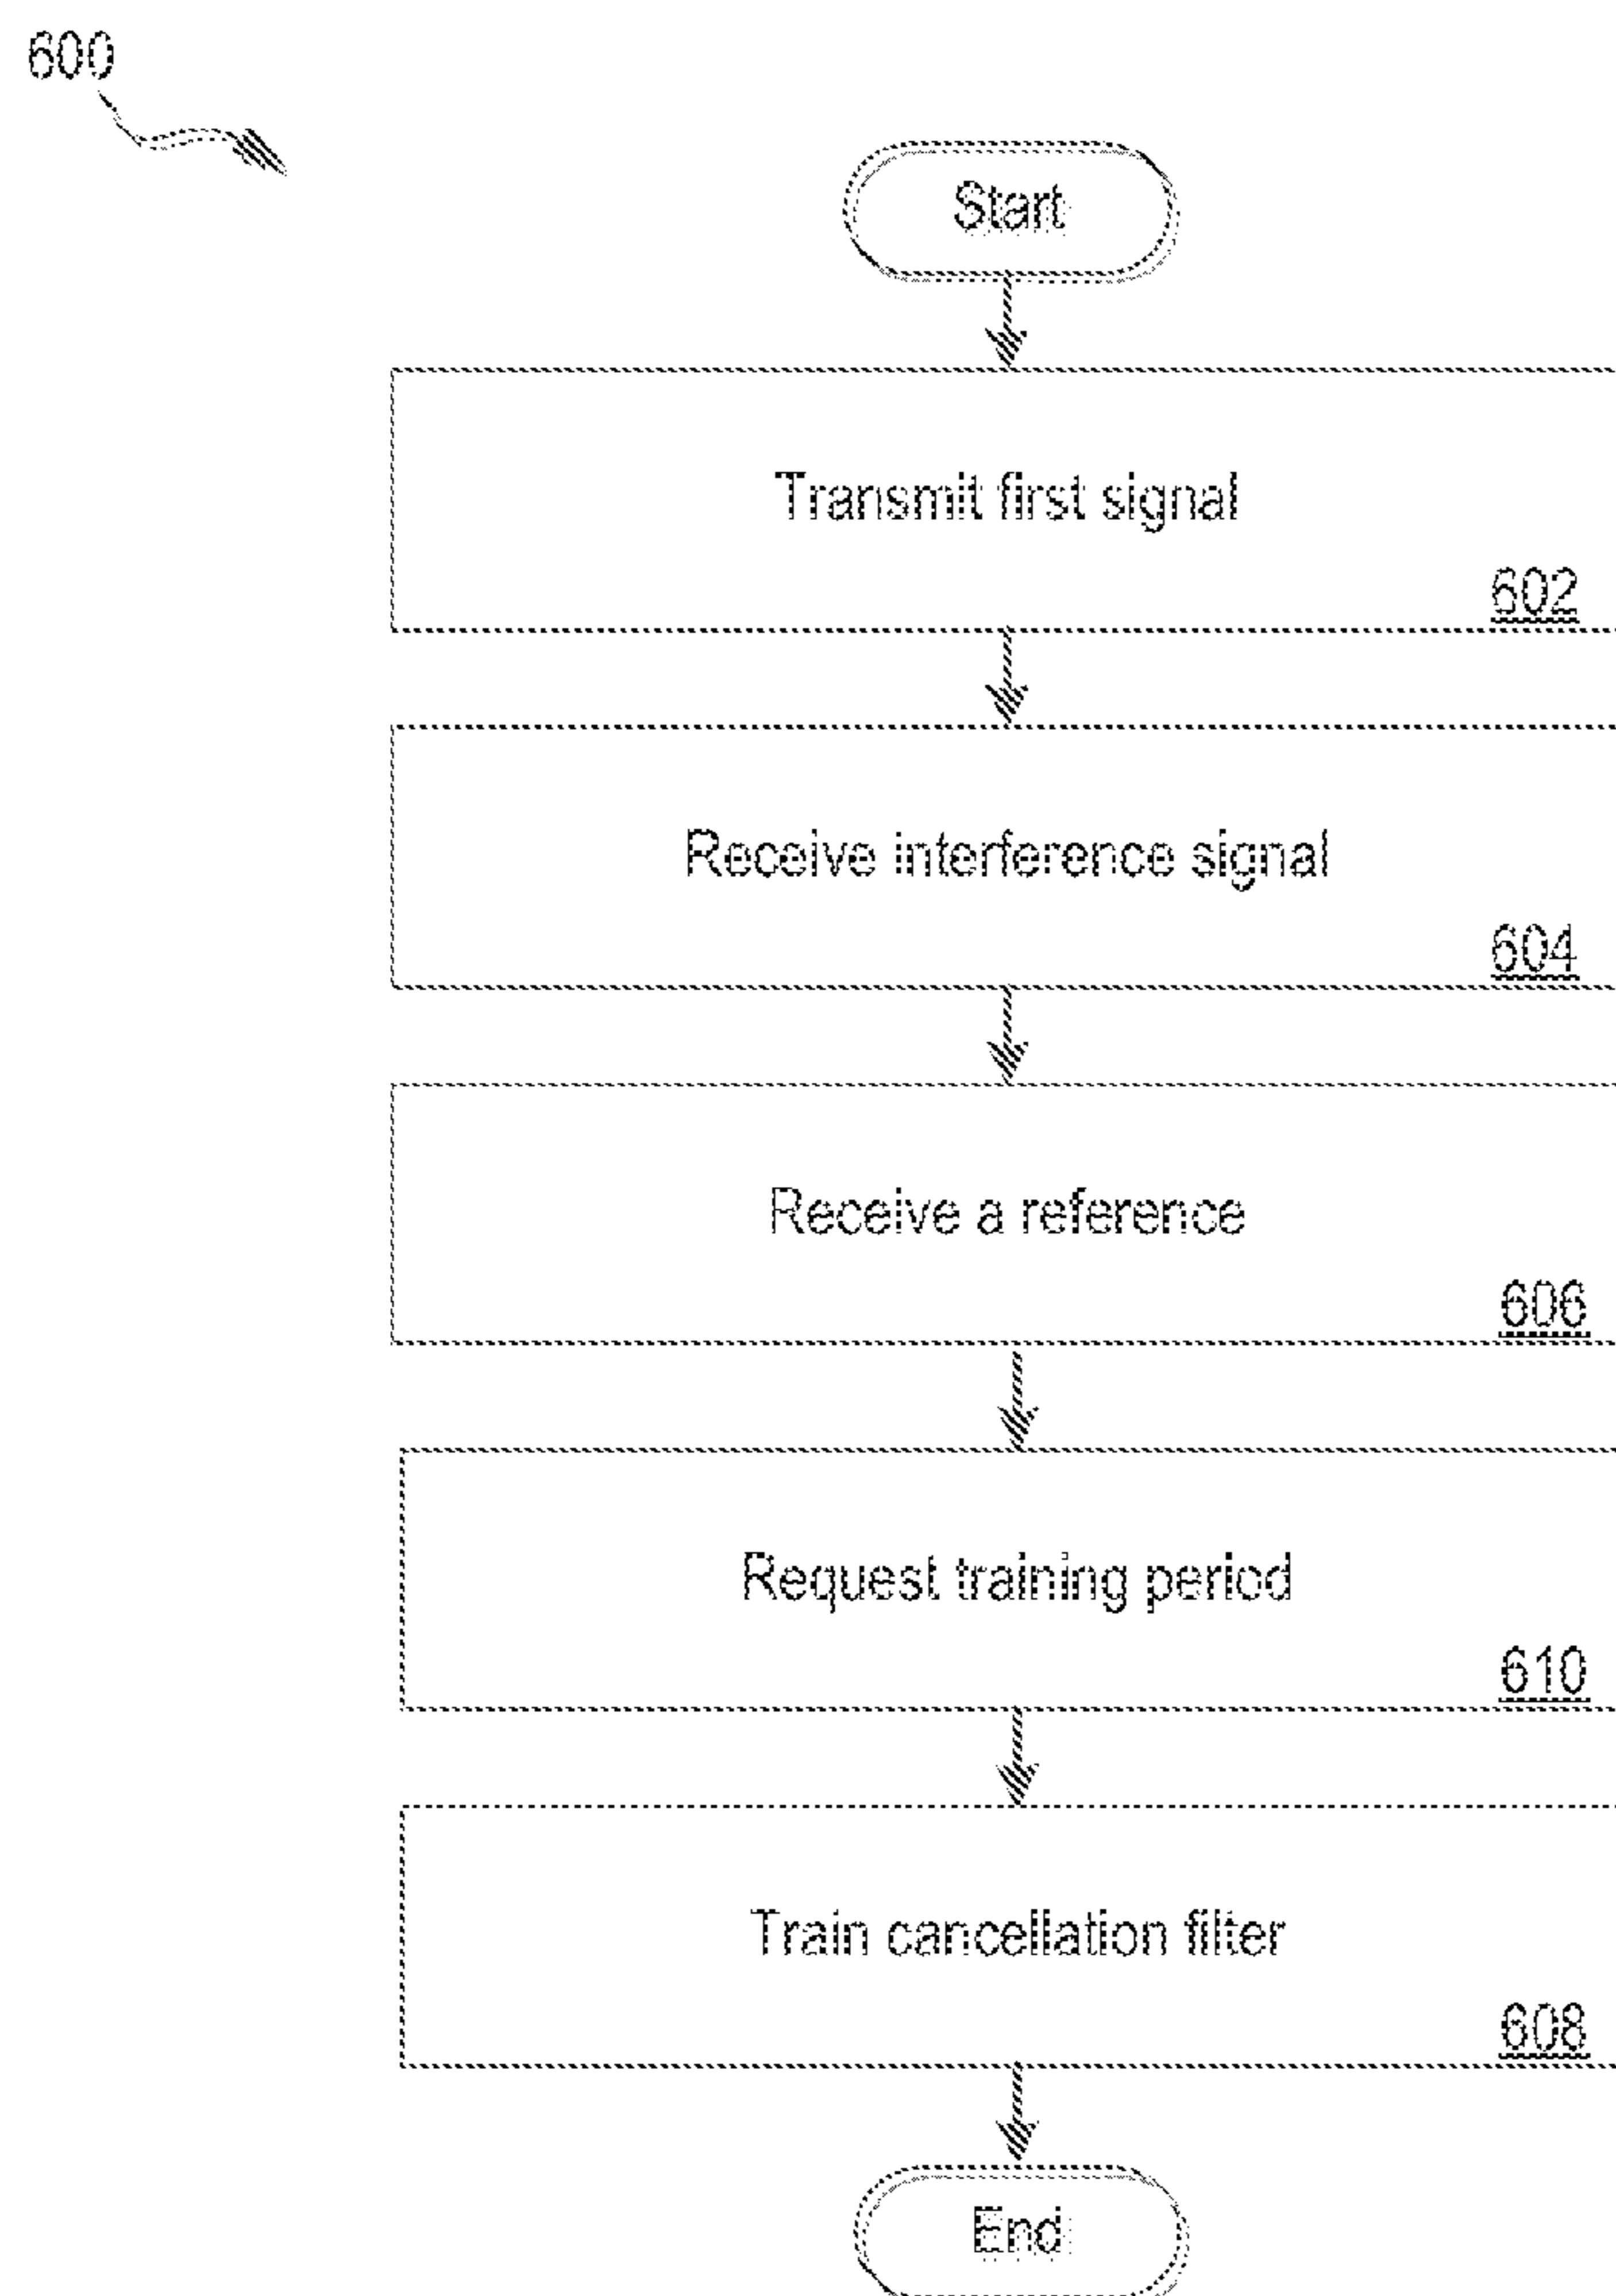 600
Start
Transmit first signal
602
Receive interference signal
604
Receive a reference
606
Request training period
610
Train cancellation filter
608
End